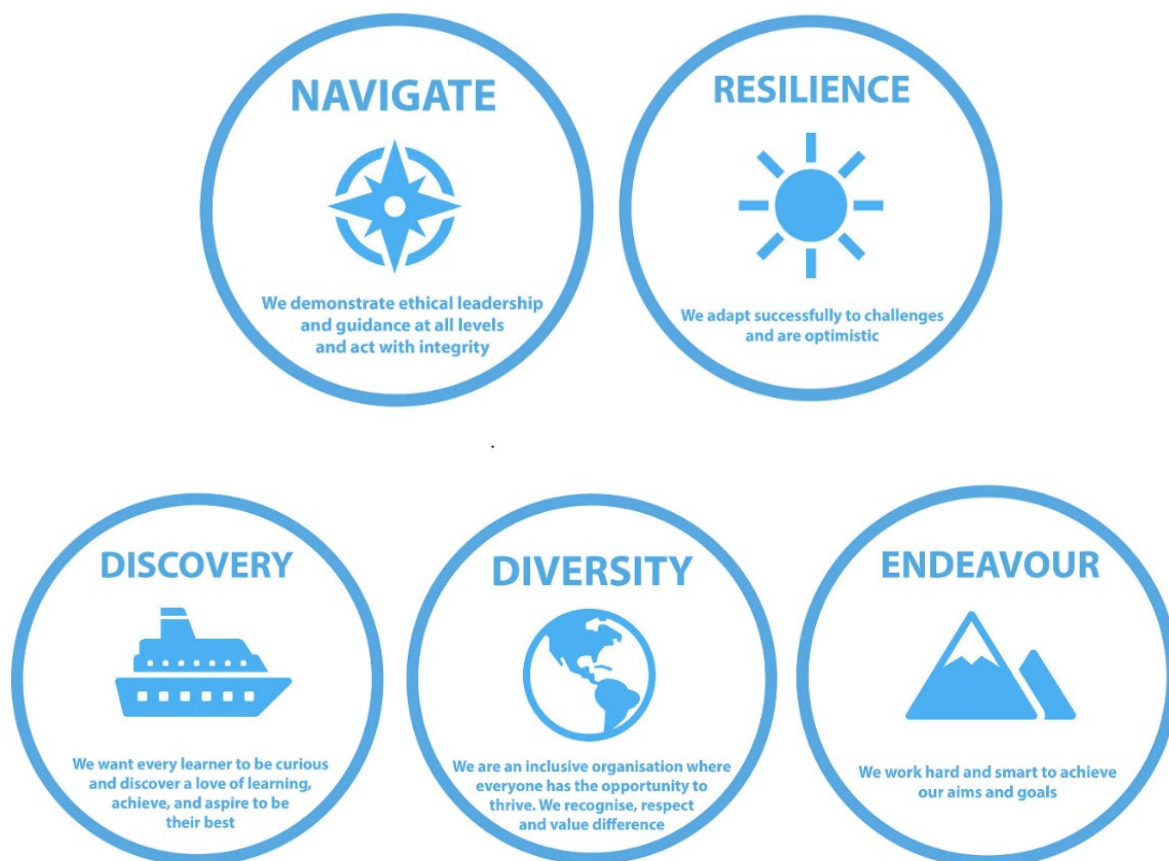 NAVIGATE
We demonstrate ethical leadership
and guidance at all levels
and act with integrity
RESILIENCE
We adapt successfully to challenges
and are optimistic
.
DISCOVERY
We want every learner to be curious
and discover a love of learning,
achieve, and aspire to be
their best
DIVERSITY
We are an inclusive organisation where
everyone has the opportunity to
thrive. We recognise, respect
and value difference
ENDEAVOUR
We work hard and smart to achieve
our aims and goals